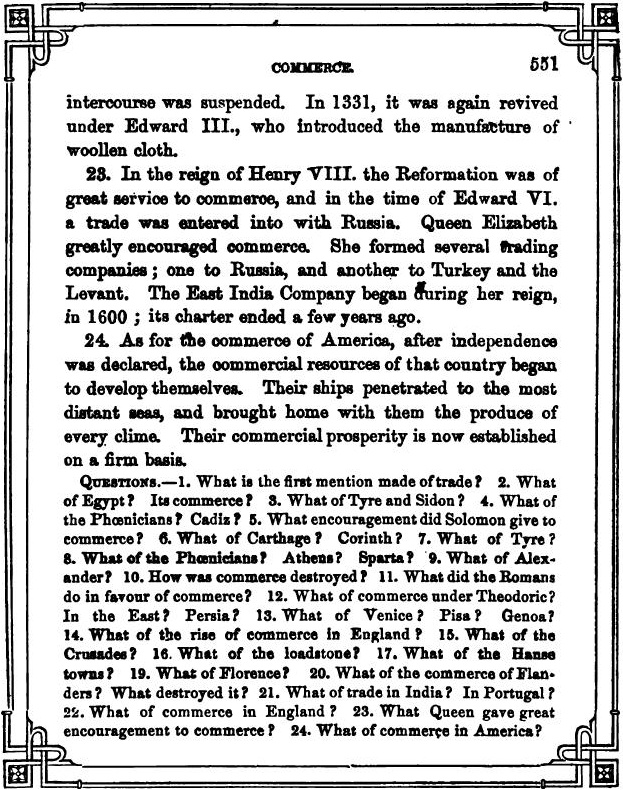 COMMERCE.
551
intercourse was suspended. In 1331, it was again revived
under Edward III., who introduced the manufacture of
woollen cloth.
23. In the reign of Henry VIII. the Reformation was of
great service to commerce, and in the time of Edward VI.
a trade was entered into with Russia. Queen Elizabeth
greatly encouraged commerce. She formed several trading
companies; one to Russia, and another to Turkey and the
Levant. The East India Company began during her reign,
in 1600; its charter ended a few years ago.
24. As for the commerce of America, after independence
was declared, the commercial resources of that country began
to develop themselves. Their ships penetrated to the most
distant seas, and brought home with them the produce of
every clime. Their commercial prosperity is now established
on a firm basis.
QUESTIONS.—1. What is the first mention made of trade? 2. What
of Egypt? Its commerce? 3. What of Tyre and Sidon? 4. What of
the Phœnicians? Cadiz? 5. What encouragement did Solomon give to
commerce? 6. What of Carthage? Corinth? 7. What of Tyre?
8. What of the Phœnicians? Athens? Sparta? 9. What of Alex-
ander? 10. How was commerce destroyed? 11. What did the Romans
do in favour of commerce? 12. What of commerce under Theodoric?
In the East? Persia? 13. What of Venice? Pisa? Genoa?
14. What of the rise of commerce in England? 15. What of the
Crusades? 16. What of the loadstone? 17. What of the Hanse
towns? 19. What of Florence? 20. What of the commerce of Flan-
ders? What destroyed it? 21. What of trade in India? In Portugal?
22. What of commerce in England? 23. What Queen gave great
encouragement to commerce? 24. What of commerce in America?